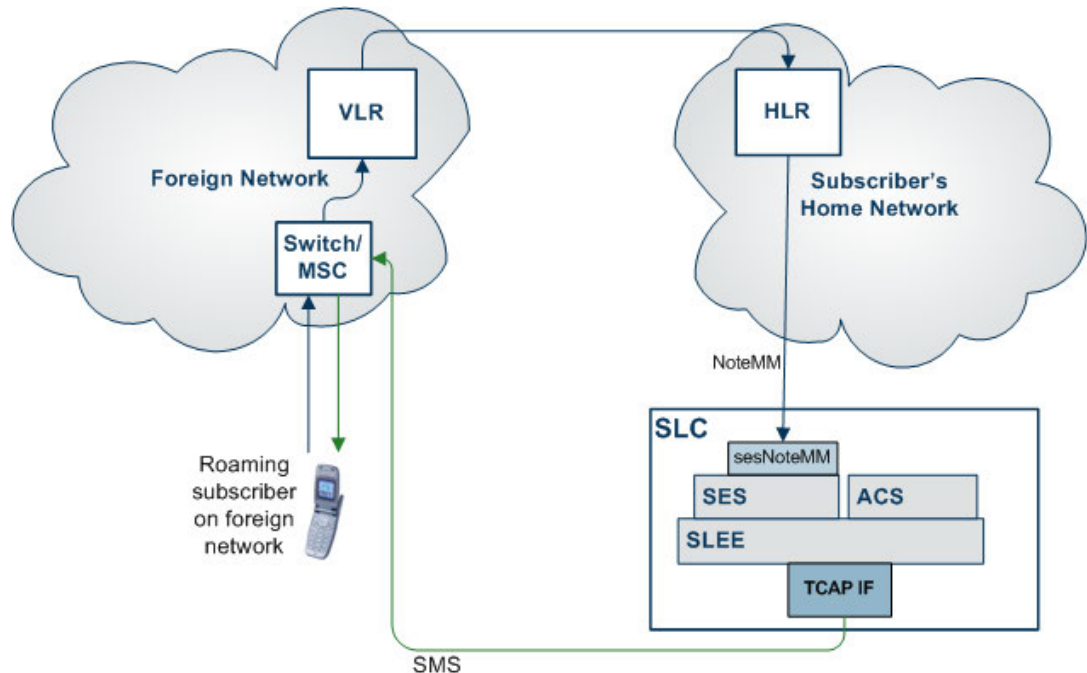 VLR
HLR
Foreign Network
Subscriber's
Home Network
Switch/
MSC
NoteMM
SLC
sesNoteMM
Roaming
subscriber
on foreign
network
SES
ACS
SLEE
TCAP IF
SMS